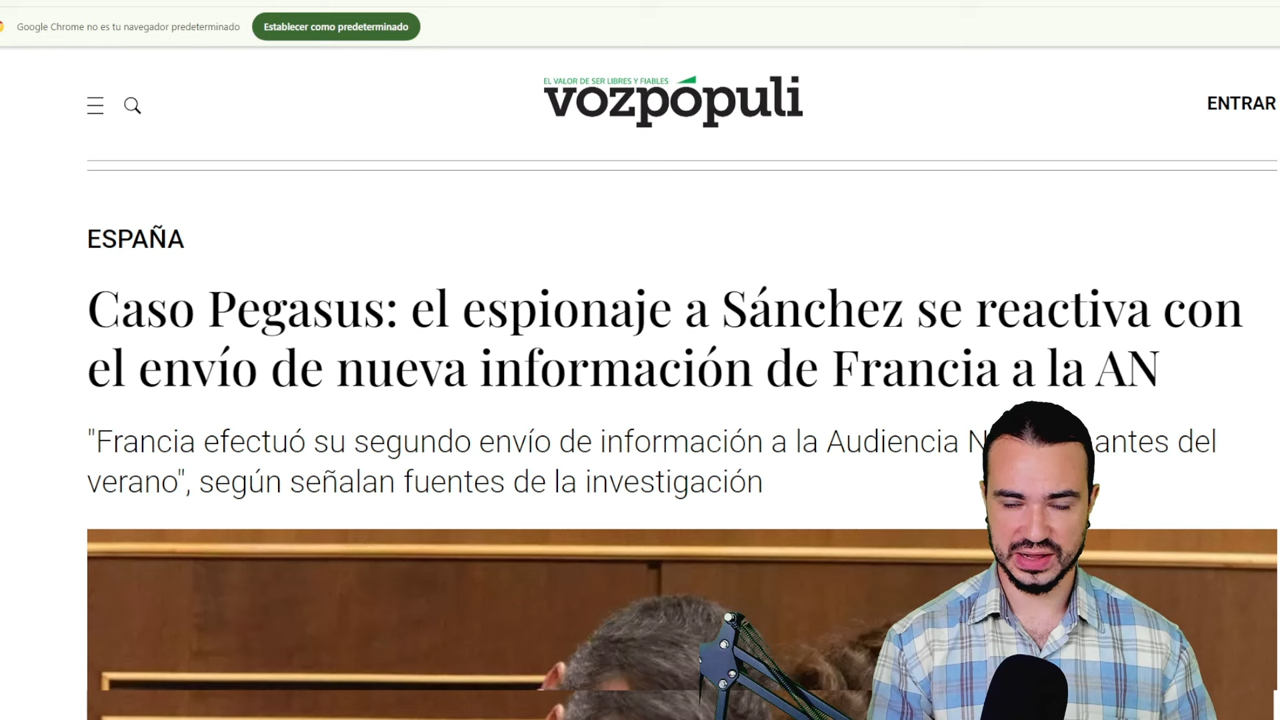 Google Chrome no es tu navegador predeterminado
Establecer como predeterminado
EL VALOR DE SER LIBRES Y FIABLES
vozpópuli
ENTRAR
ESPAÑA
Caso Pegasus: el espionaje a Sánchez se reactiva con
el envío de nueva información de Francia a la AN
"Francia efectuó su segundo envío de información a la Audiencia antes del
verano", según señalan fuentes de la investigación